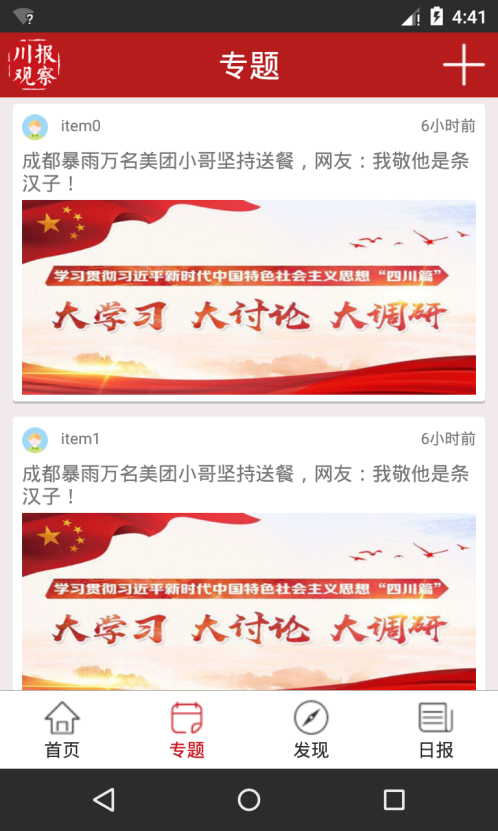 ?
4:41
川报
观察
专题
item0
6小时前
成都暴雨万名美团小哥坚持送餐，网友：我敬他是条
汉子！
学习贯彻习近平新时代中国特色社会主义思想“四川篇”
大学习 大讨论 大调研
item1
6小时前
成都暴雨万名美团小哥坚持送餐，网友：我敬他是条
汉子！
学习贯彻习近平新时代中国特色社会主义思想“四川篇”
大学习 大讨论 大调研
首页
专题
发现
日报